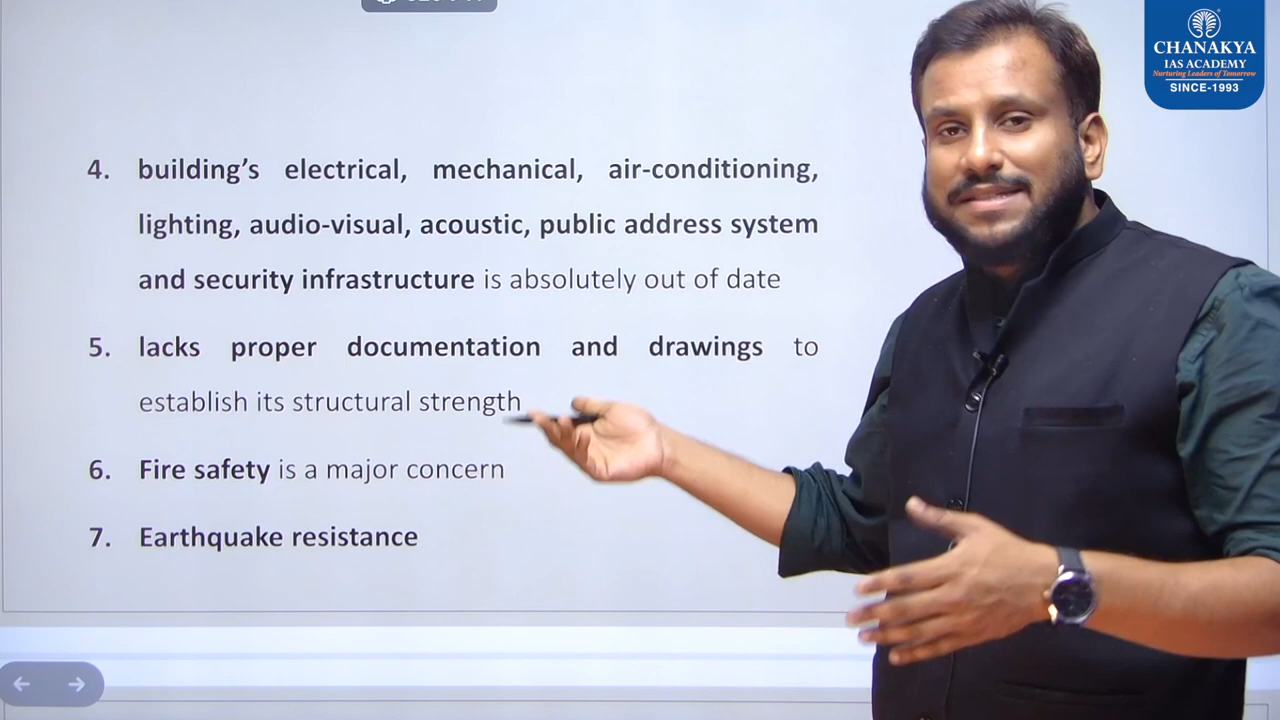 CHANAKYA
IAS ACADEMY
Nurturing Leaders of Tomorrow
SINCE-1993
4. building’s electrical, mechanical, air-conditioning,
lighting, audio-visual, acoustic, public address system
and security infrastructure is absolutely out of date
5. lacks proper documentation and drawings to
establish its structural strength
6. Fire safety is a major concern
7. Earthquake resistance